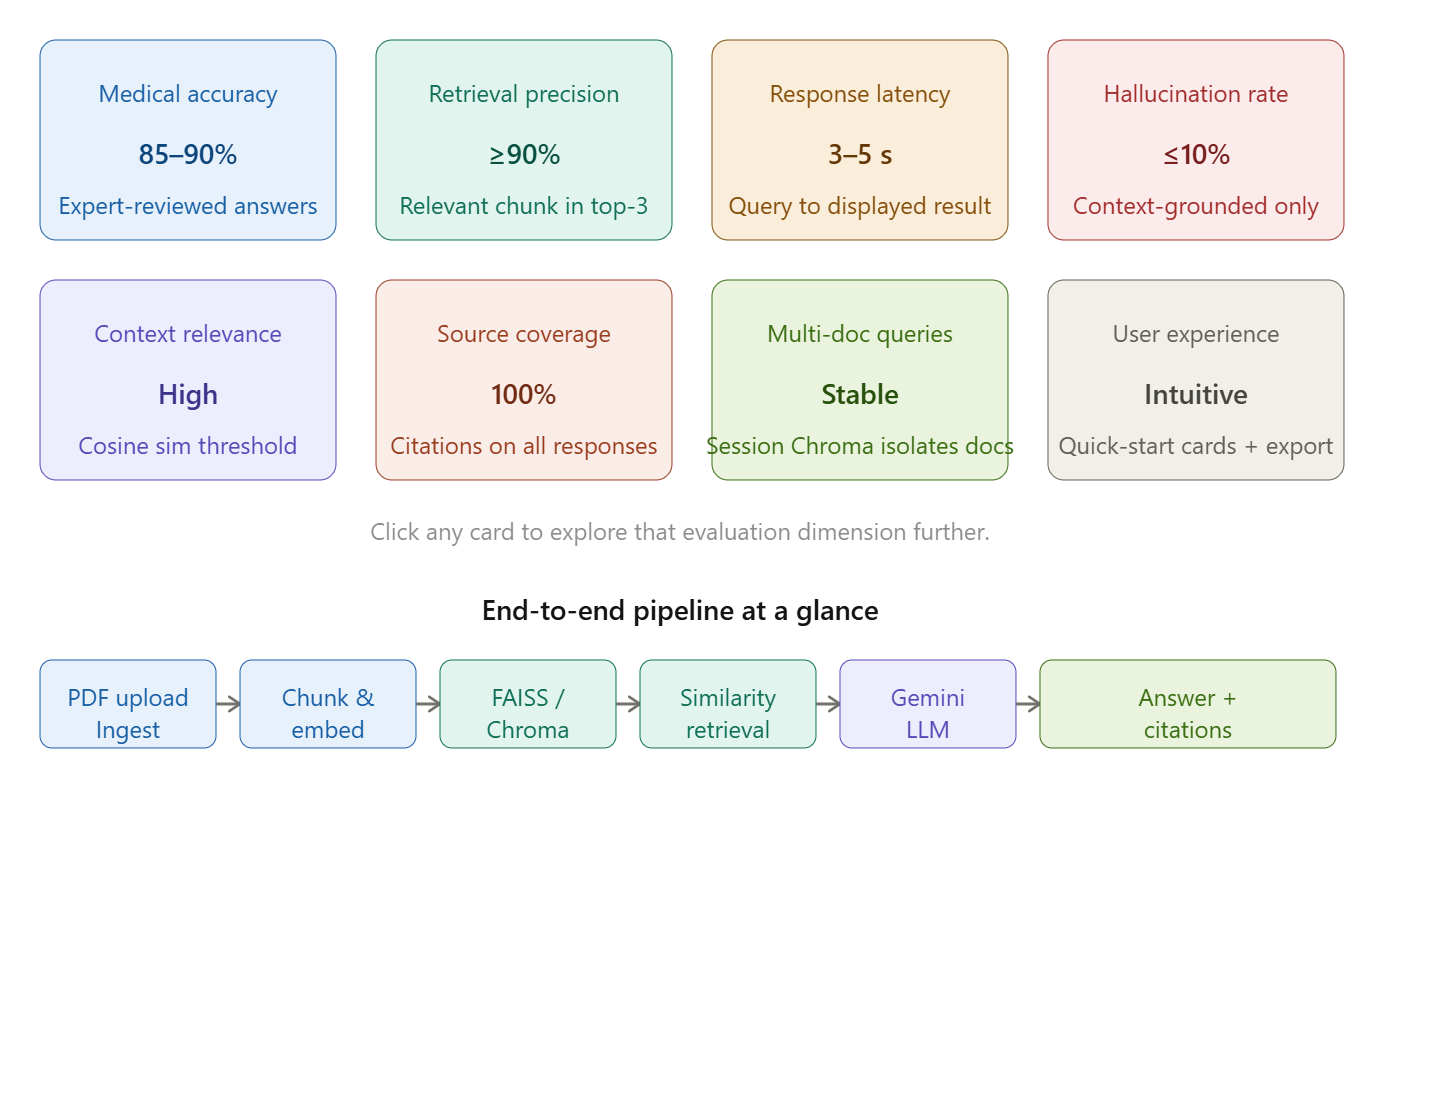 Medical accuracy
85–90%
Expert-reviewed answers
Retrieval precision
≥90%
Relevant chunk in top-3
Response latency
3–5 s
Query to displayed result
Hallucination rate
≤10%
Context-grounded only
Context relevance
High
Cosine sim threshold
Source coverage
100%
Citations on all responses
Multi-doc queries
Stable
Session Chroma isolates docs
User experience
Intuitive
Quick-start cards + export
Click any card to explore that evaluation dimension further.
End-to-end pipeline at a glance
PDF upload
Ingest
Chunk &
embed
FAISS /
Chroma
Similarity
retrieval
Gemini
LLM
Answer +
citations